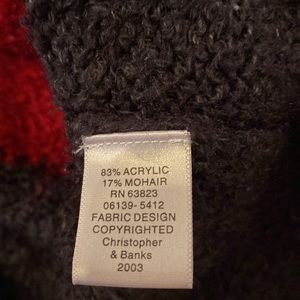 83% ACRYLIC
17% MOHAIR
RN 63823
06139- 5412
FABRIC DESIGN
COPYRIGHTED
Christopher
& Banks
2003